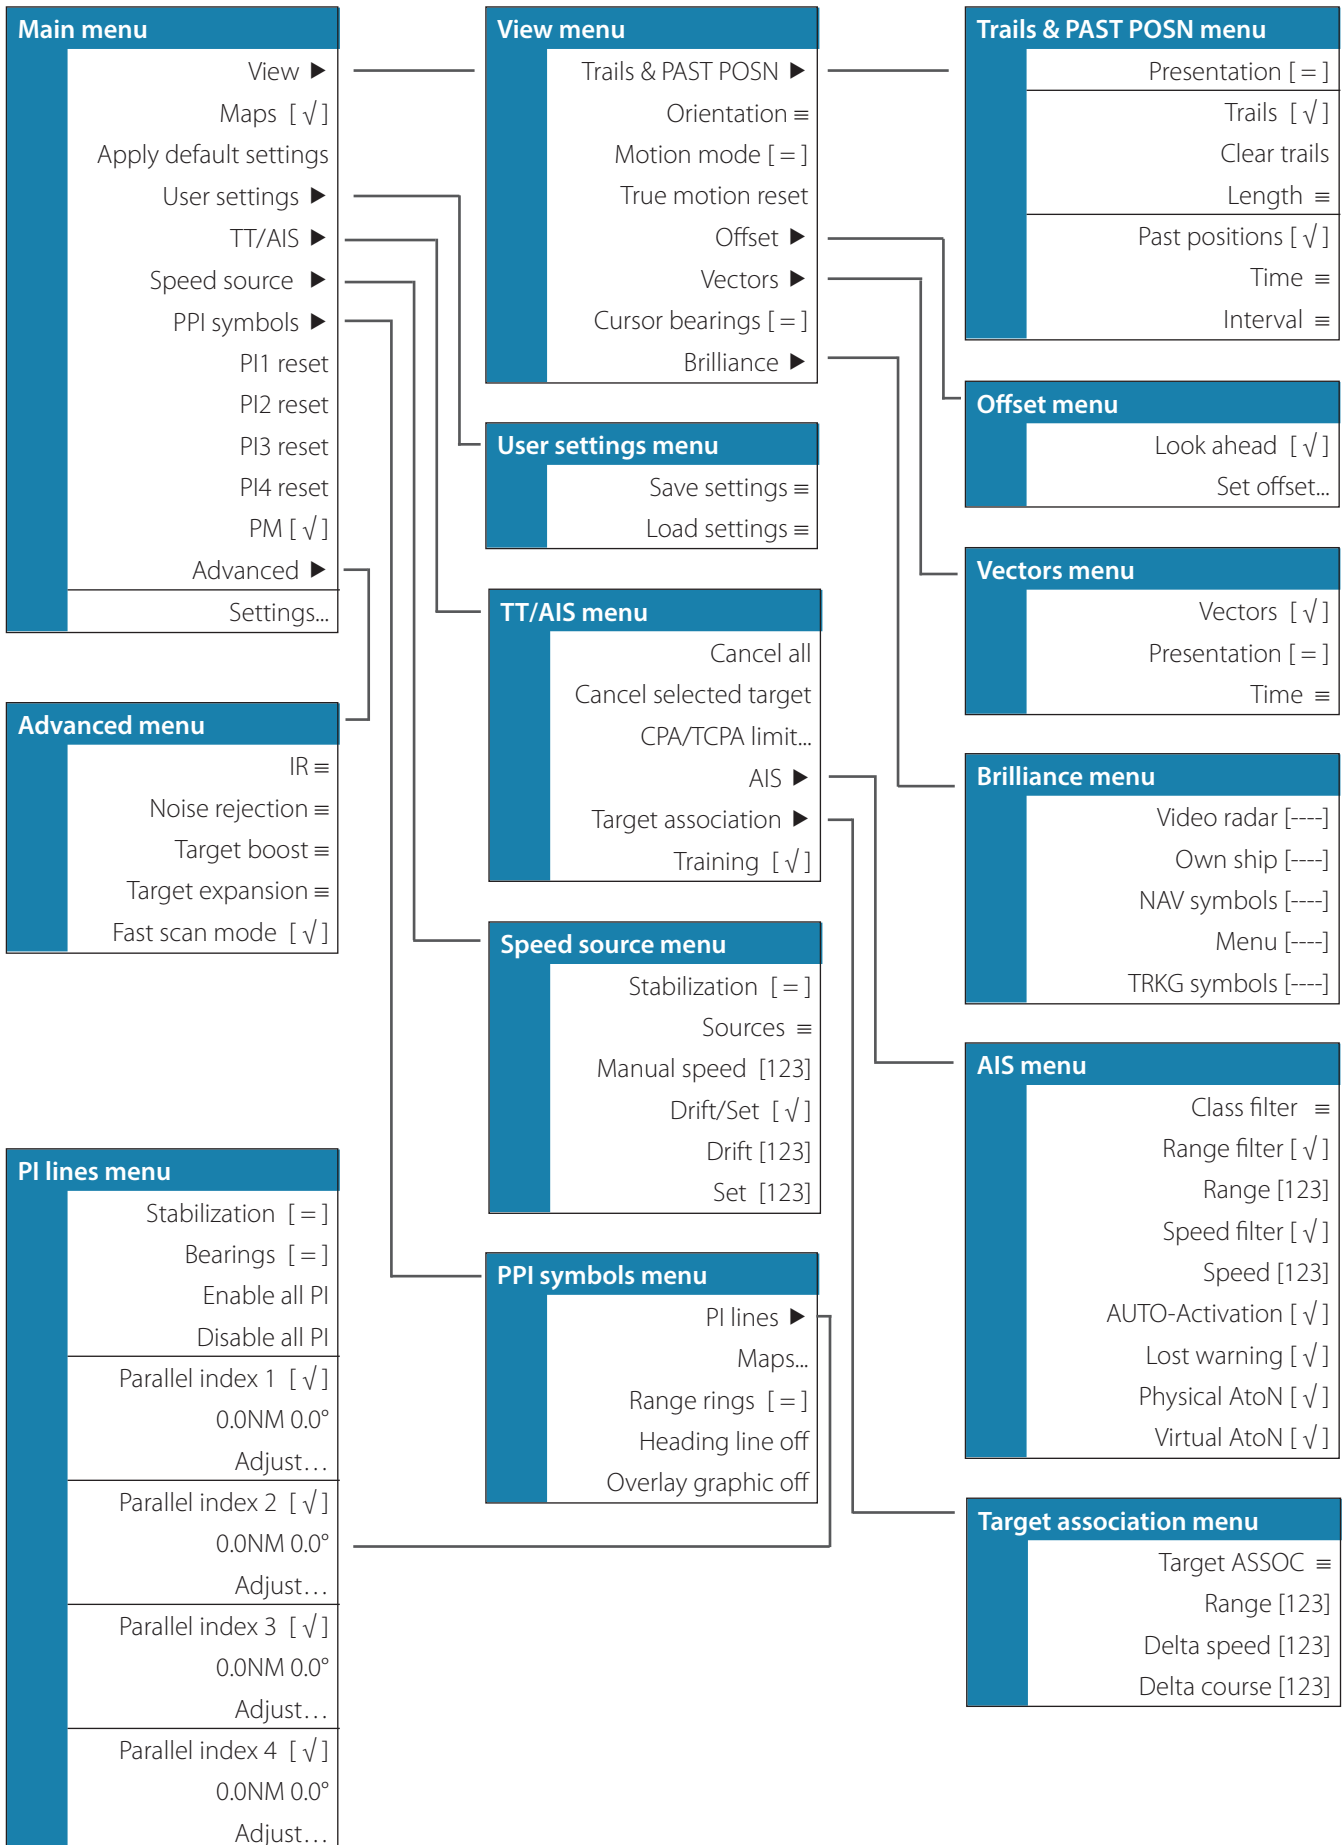 Main menu
View ►
Maps [ √ ]
Apply default settings
User settings ►
TT/AIS ►
Speed source ►
PPI symbols ►
PI1 reset
PI2 reset
PI3 reset
PI4 reset
PM [ √ ]
Advanced ►
Settings...
Advanced menu
IR ≡
Noise rejection ≡
Target boost ≡
Target expansion ≡
Fast scan mode [ √ ]
PI lines menu
Stabilization [ = ]
Bearings [ = ]
Enable all PI
Disable all PI
Parallel index 1 [ √ ]
0.0NM 0.0°
Adjust…
Parallel index 2 [ √ ]
0.0NM 0.0°
Adjust…
Parallel index 3 [ √ ]
0.0NM 0.0°
Adjust…
Parallel index 4 [ √ ]
0.0NM 0.0°
Adjust…
View menu
Trails & PAST POSN ►
Orientation ≡
Motion mode [ = ]
True motion reset
Offset ►
Vectors ►
Cursor bearings [ = ]
Brilliance ►
User settings menu
Save settings ≡
Load settings ≡
TT/AIS menu
Cancel all
Cancel selected target
CPA/TCPA limit...
AIS ►
Target association ►
Training [ √ ]
Speed source menu
Stabilization [ = ]
Sources ≡
Manual speed [123]
Drift/Set [ √ ]
Drift [123]
Set [123]
PPI symbols menu
PI lines ►
Maps...
Range rings [ = ]
Heading line off
Overlay graphic off
Trails & PAST POSN menu
Presentation [ = ]
Trails [ √ ]
Clear trails
Length ≡
Past positions [ √ ]
Time ≡
Interval ≡
Offset menu
Look ahead [ √ ]
Set offset...
Vectors menu
Vectors [ √ ]
Presentation [ = ]
Time ≡
Brilliance menu
Video radar [----]
Own ship [----]
NAV symbols [----]
Menu [----]
TRKG symbols [----]
AIS menu
Class filter ≡
Range filter [ √ ]
Range [123]
Speed filter [ √ ]
Speed [123]
AUTO-Activation [ √ ]
Lost warning [ √ ]
Physical AtoN [ √ ]
Virtual AtoN [ √ ]
Target association menu
Target ASSOC ≡
Range [123]
Delta speed [123]
Delta course [123]